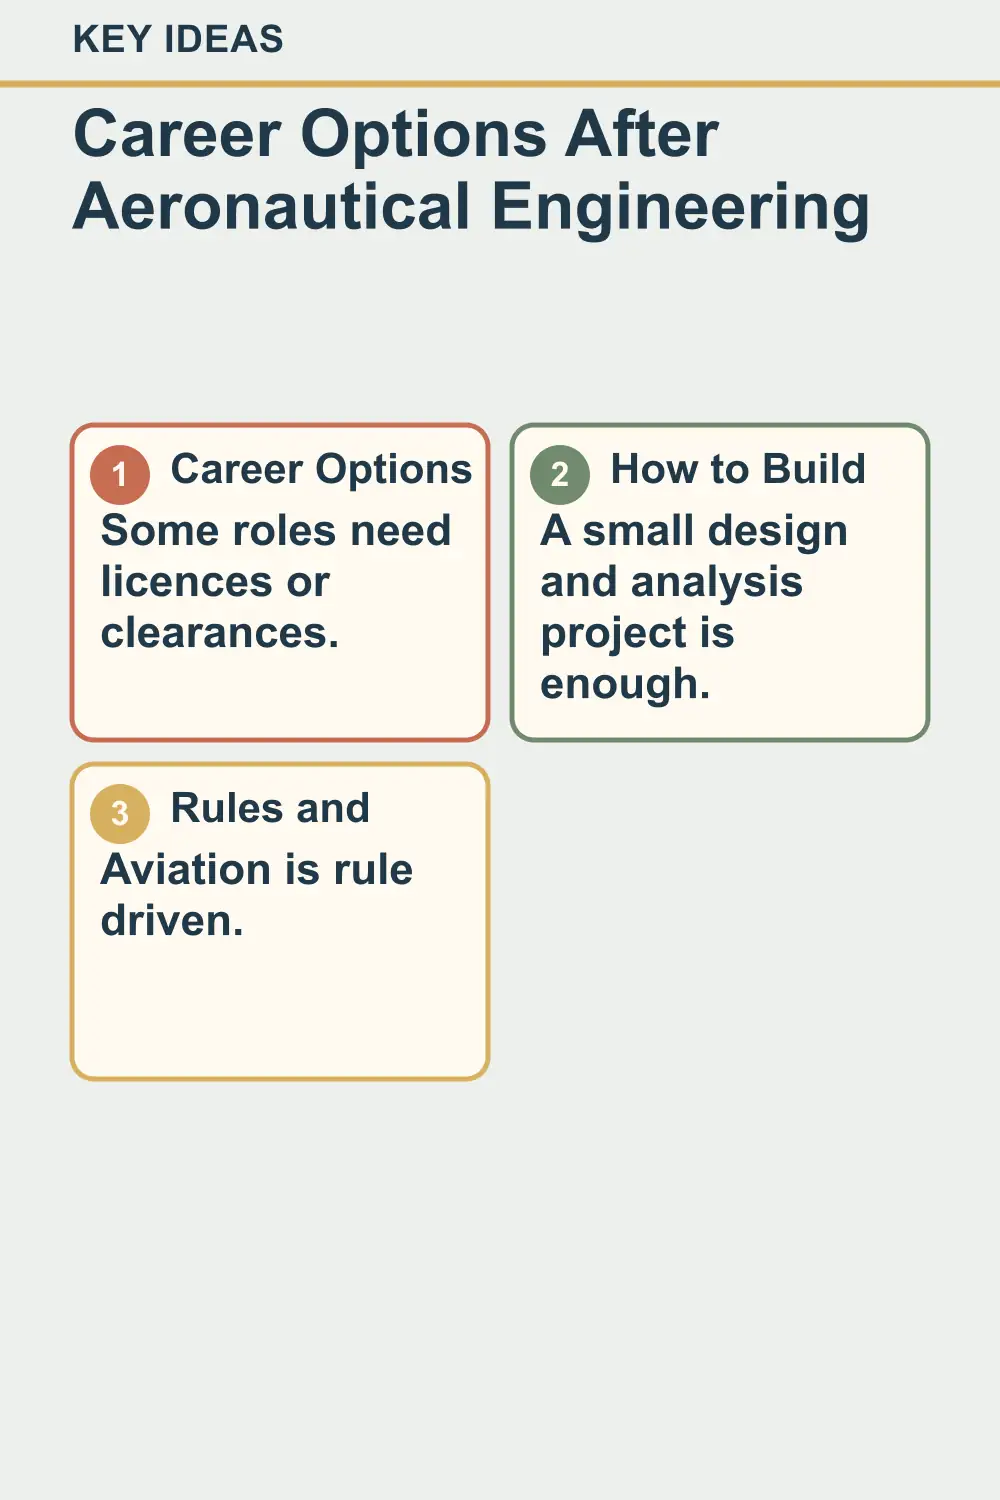 KEY IDEAS
Career Options After
Aeronautical Engineering
1 Career Options
Some roles need
licences or
clearances.
2 How to Build
A small design
and analysis
project is
enough.
3 Rules and
Aviation is rule
driven.